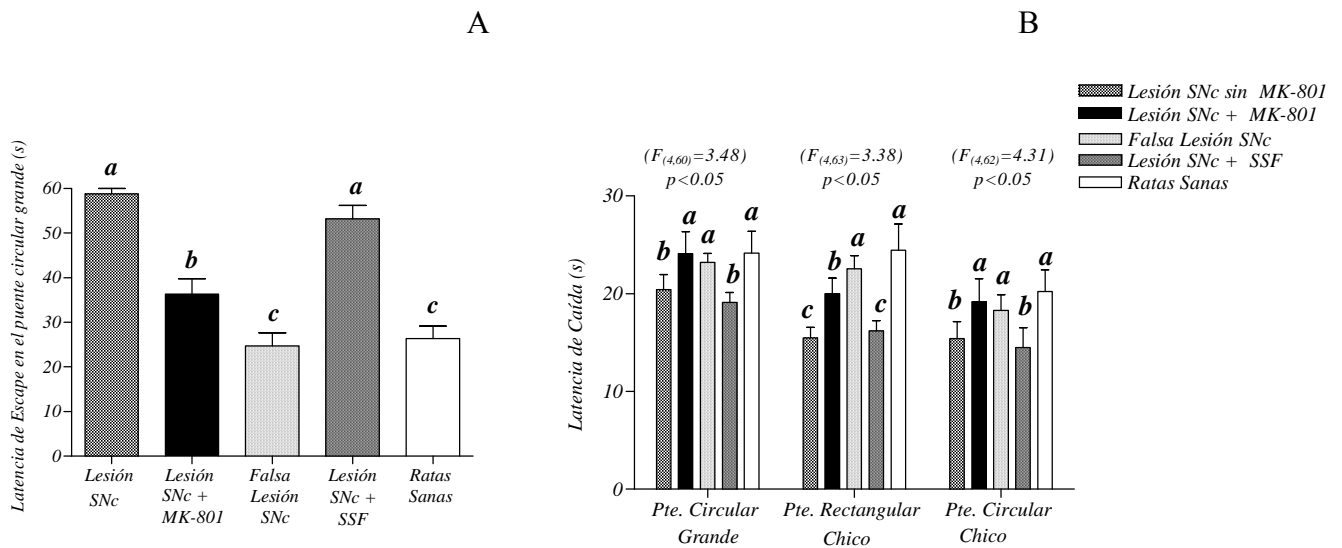 A
B
Latencia de Escape en el puente circular grande (s)
60
50
40
30
20
10
0
a
b
c
a
c
Lesión
SNc
Lesión
SNc +
MK-801
Falsa
Lesión
SNc
Lesión
SNc +
SSF
Ratas
Sanas
Lesión SNc sin MK-801
Lesión SNc + MK-801
Falsa Lesión SNc
Lesión SNc + SSF
Ratas Sanas
(F(4,60)=3.48)
p<0.05
(F(4,63)=3.38)
p<0.05
(F(4,62)=4.31)
p<0.05
Latencia de Caída (s)
30
20
10
0
b a a b a
c b a c a
b a a b a
Pte. Circular
Grande
Pte. Rectangular
Chico
Pte. Circular
Chico